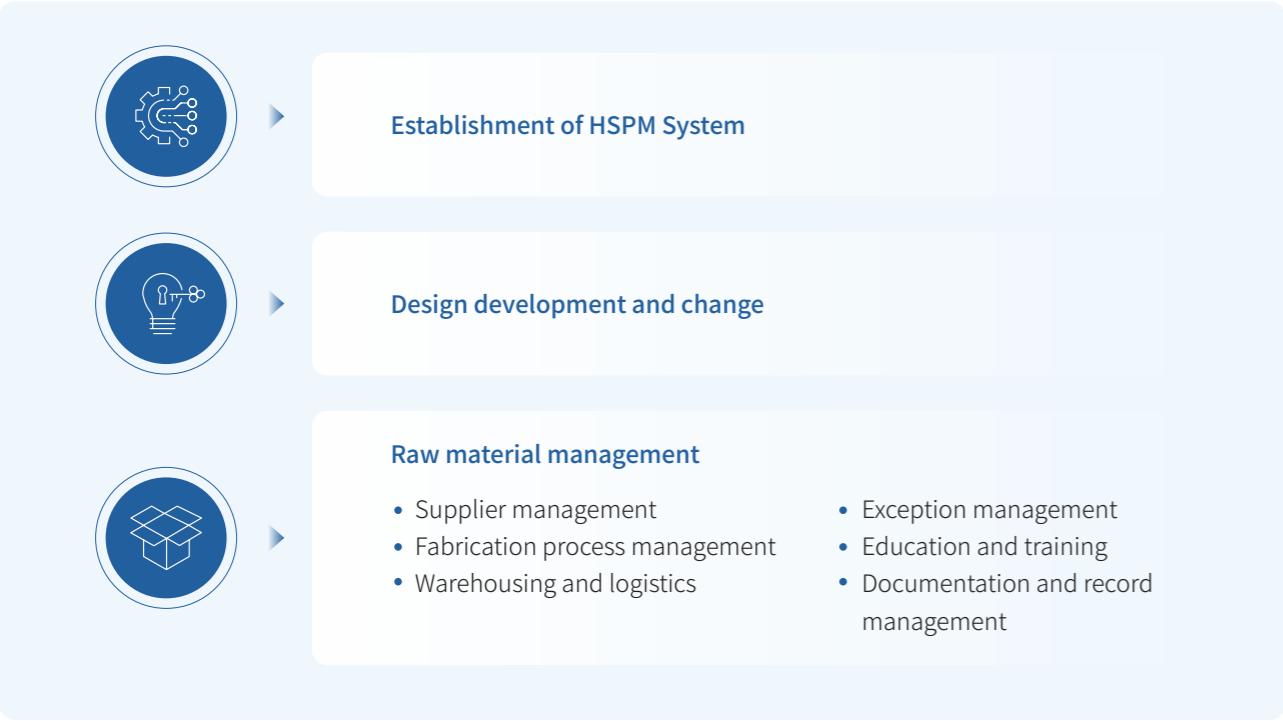 Establishment of HSPM System
Design development and change
Raw material management
• Supplier management
• Fabrication process management
• Warehousing and logistics
• Exception management
• Education and training
• Documentation and record
management